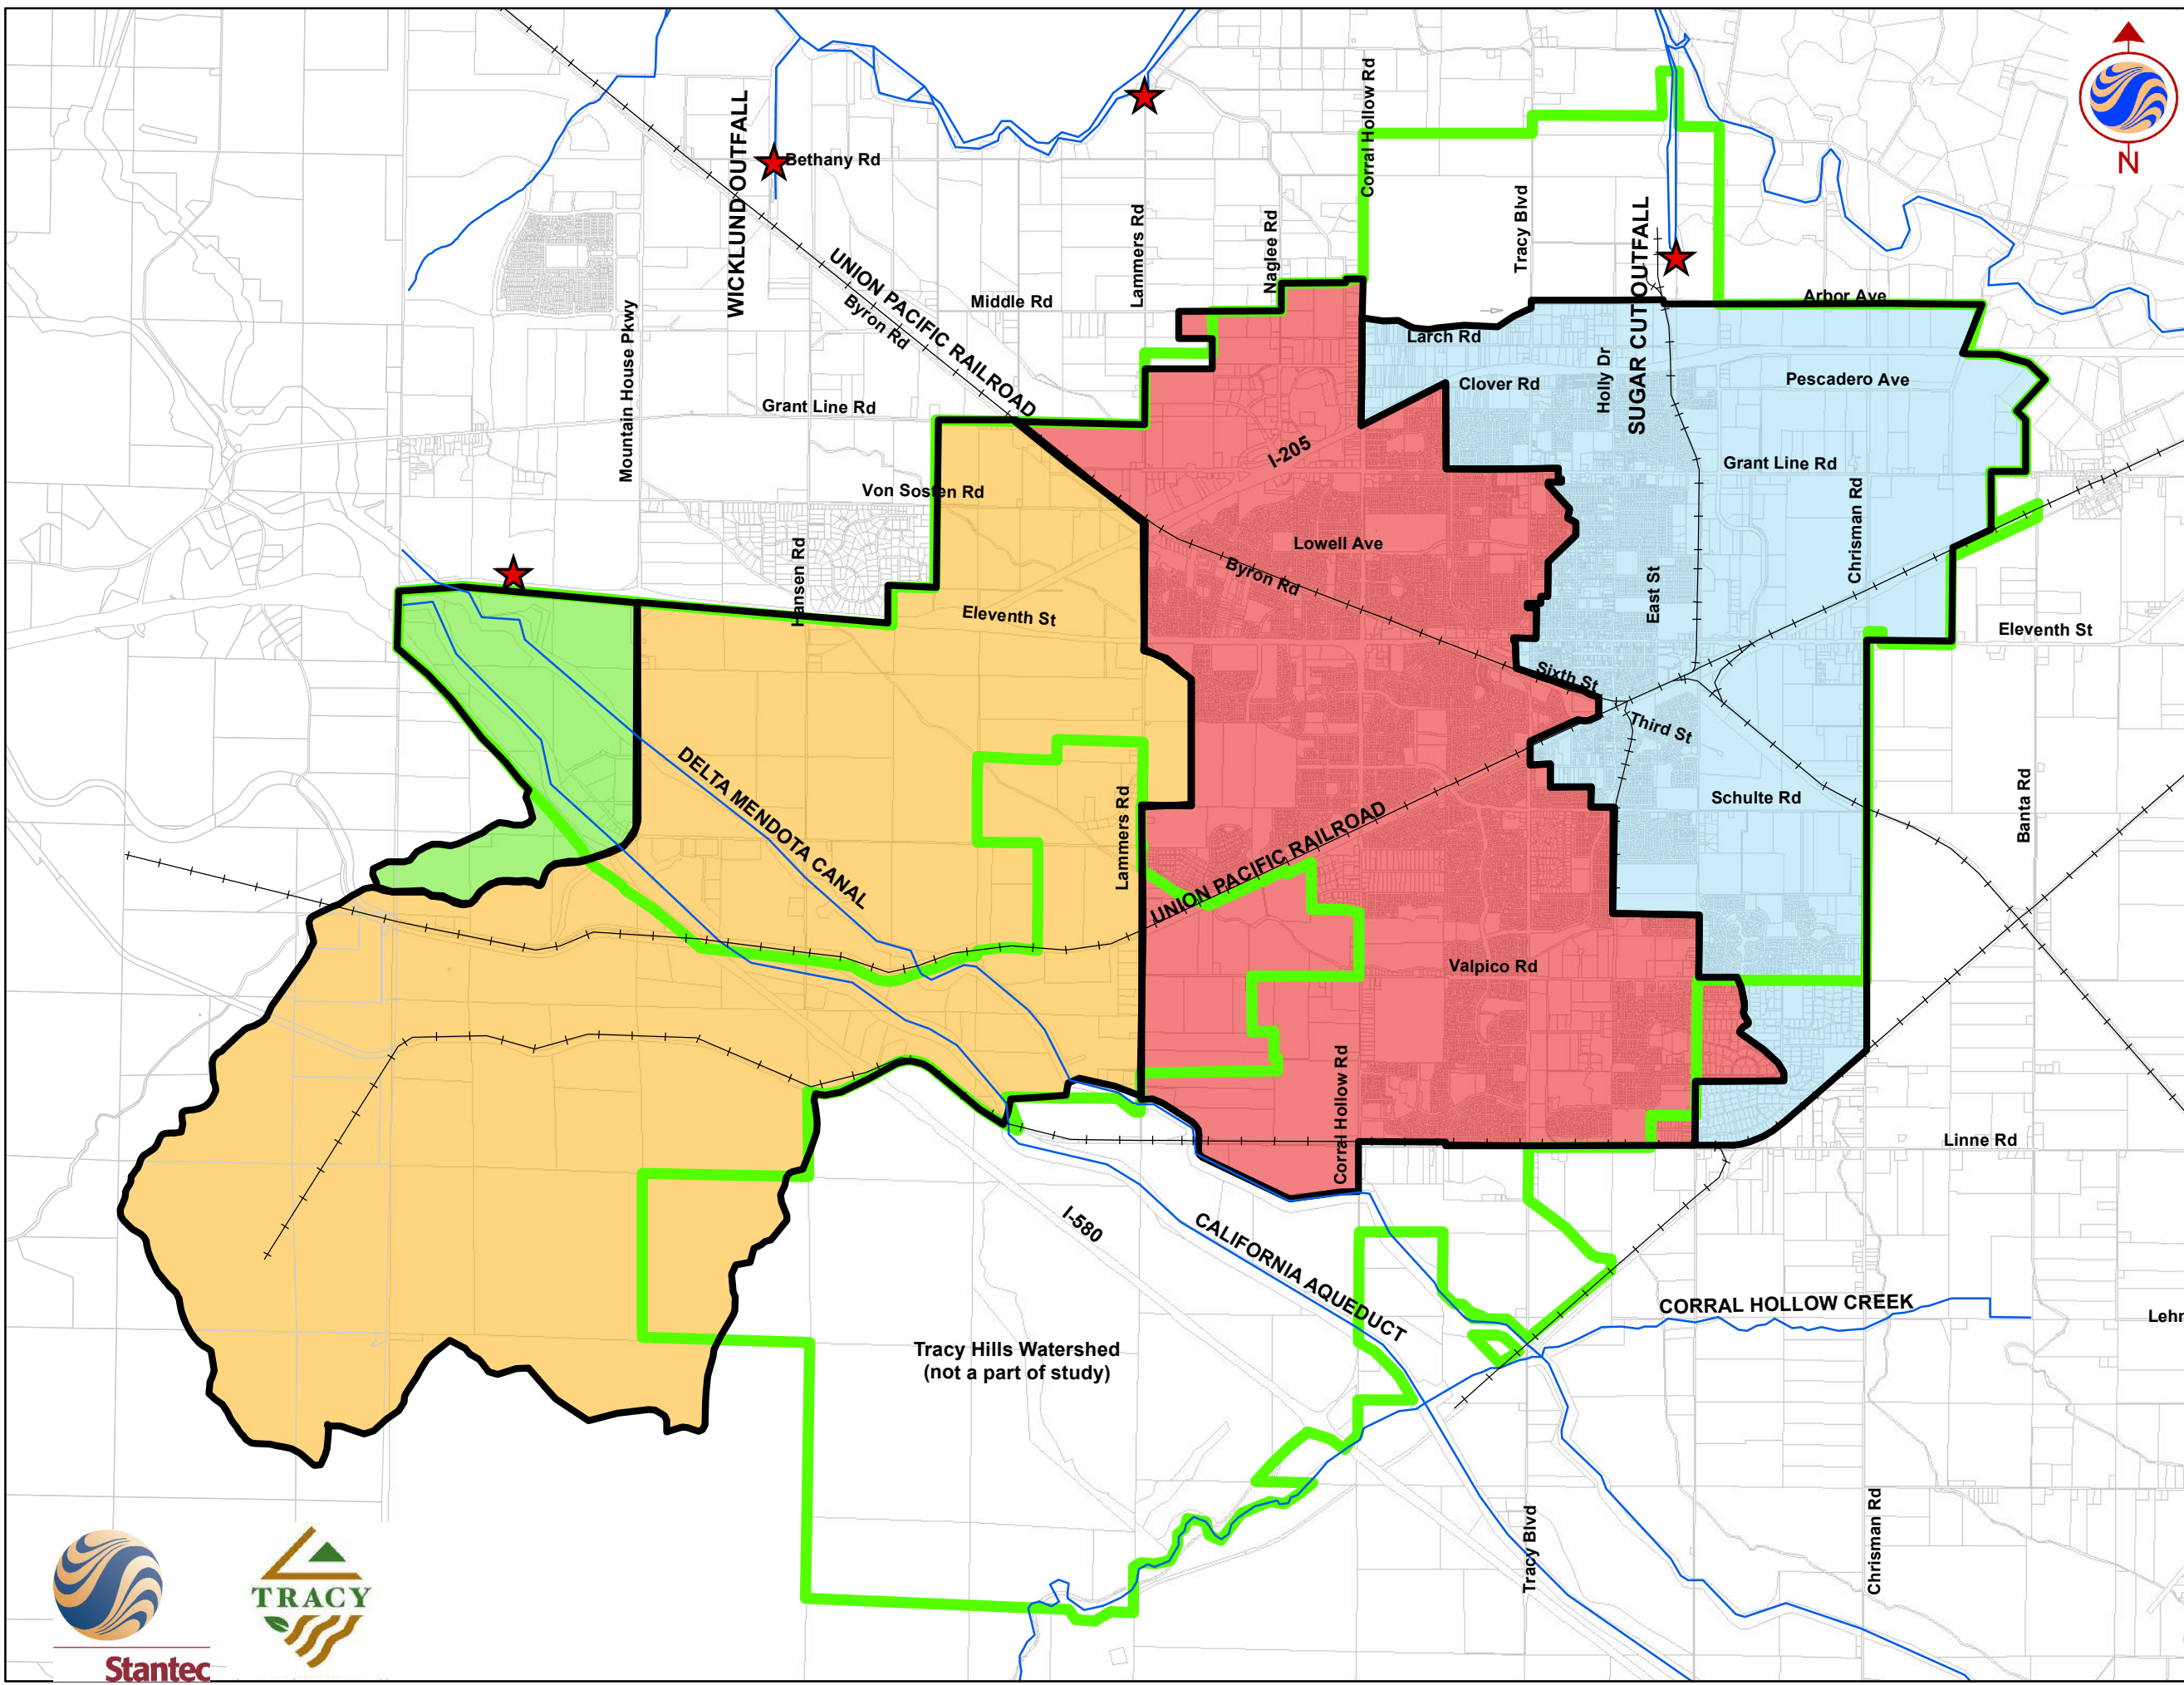 Corral Hollow Rd
N
WICKLUND OUTFALL
Bethany Rd
Lammers Rd
Naglee Rd
Tracy Blvd
SUGAR CUT OUTFALL
UNION PACIFIC RAILROAD
Byron Rd
Middle Rd
Arbor Ave
Mountain House Pkwy
Larch Rd
Holly Dr
Clover Rd
Pescadero Ave
Grant Line Rd
I-205
Grant Line Rd
Von Sosten Rd
Chrisman Rd
Lowell Ave
Hansen Rd
Byron Rd
East St
Eleventh St
Eleventh St
Sixth St
Third St
DELTA MENDOTA CANAL
Lammers Rd
Schulte Rd
Banta Rd
UNION PACIFIC RAILROAD
Valpico Rd
Corral Hollow Rd
Linne Rd
I-580
CALIFORNIA AQUEDUCT
CORRAL HOLLOW CREEK
Lehr
Tracy Hills Watershed
(not a part of study)
Tracy Blvd
Chrisman Rd
TRACY
Stantec